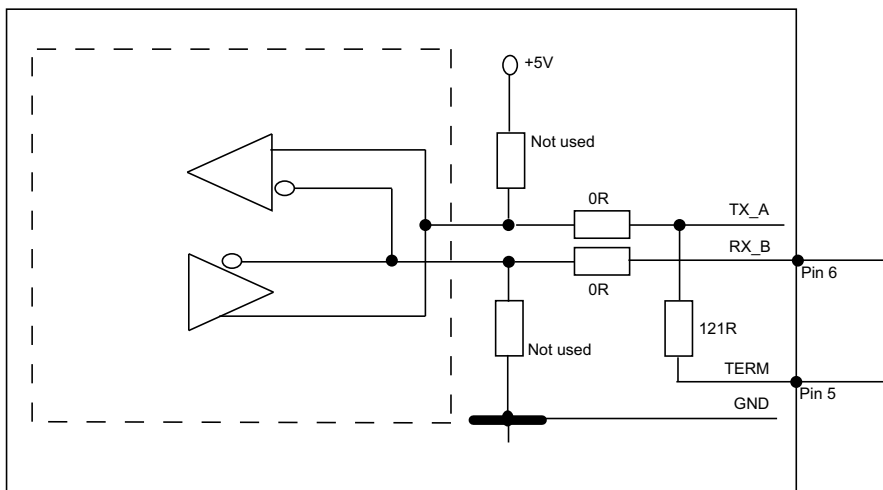 +5V
Not used
0R
TX_A
RX_B
Pin 6
0R
121R
Not used
TERM
Pin 5
GND